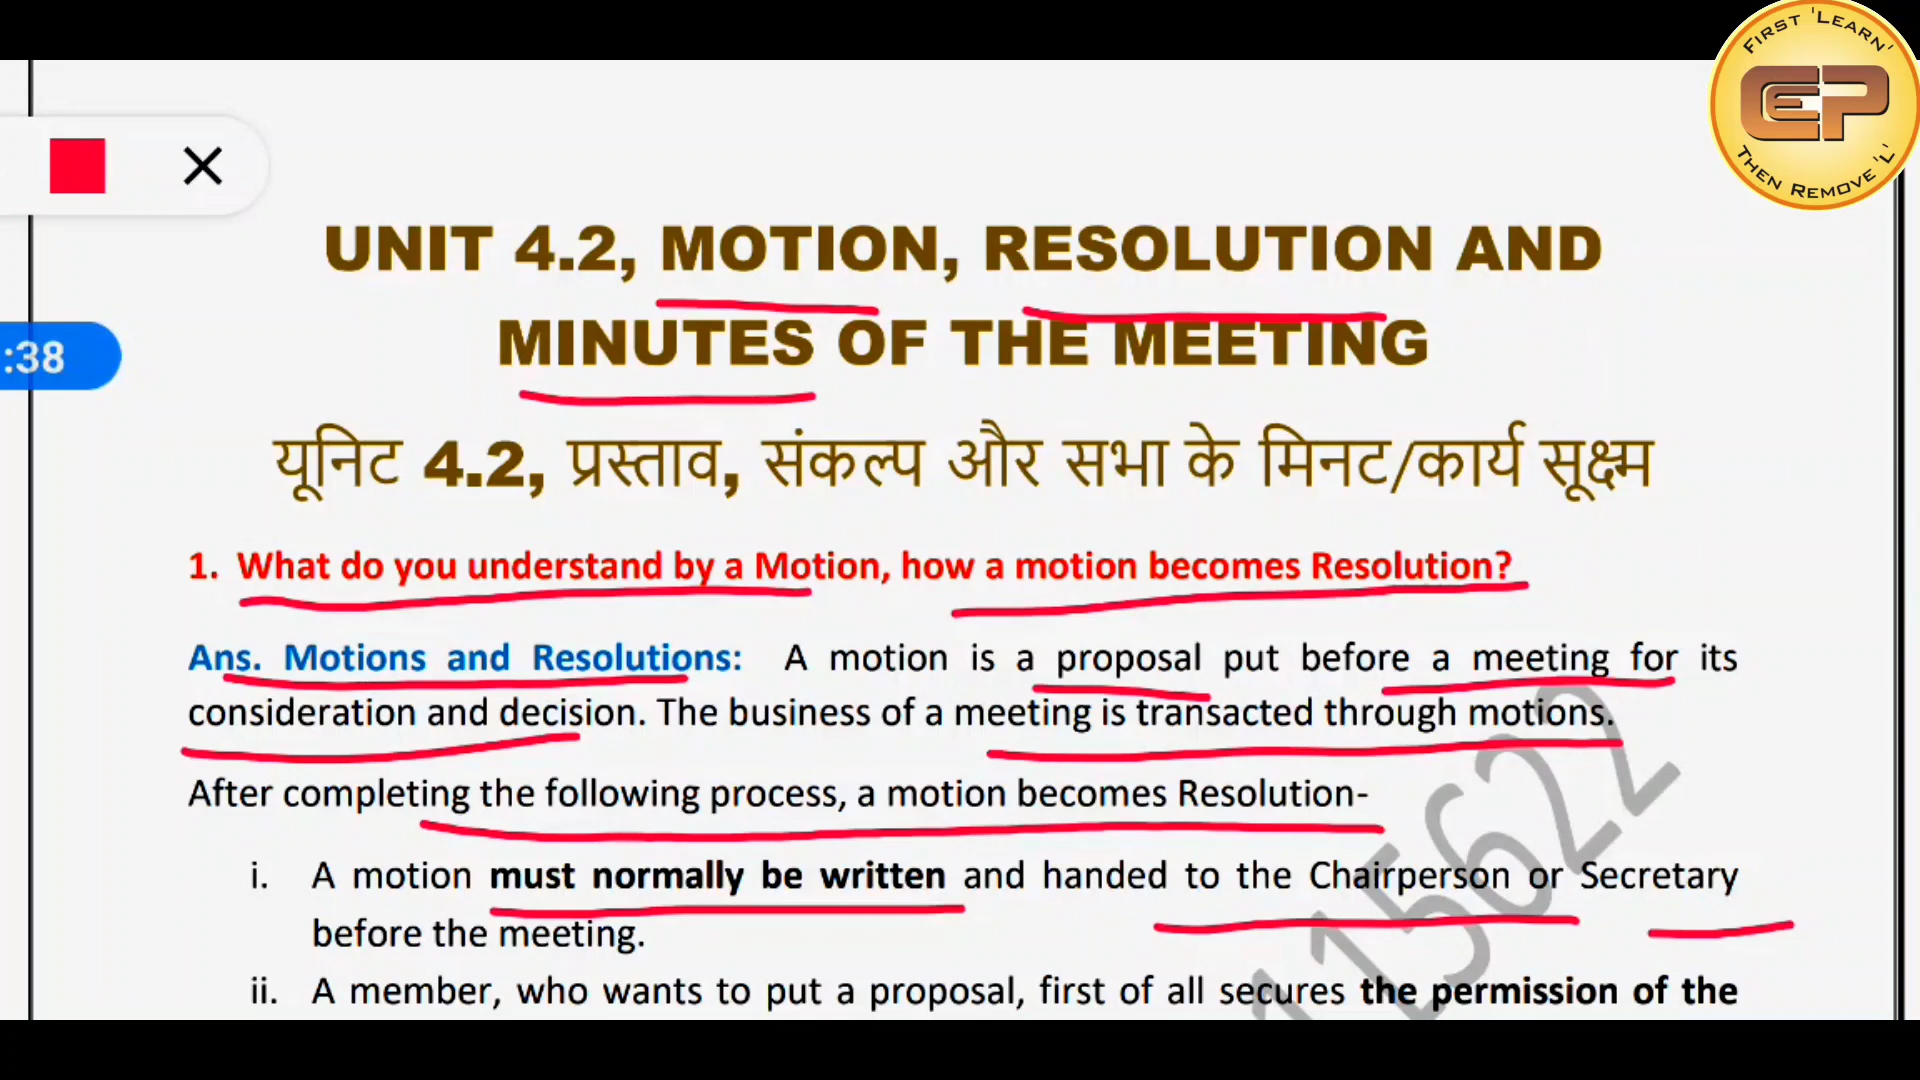 FIRST 'LEARN'
EP
THEN REMOVE 'L'
:38
UNIT 4.2, MOTION, RESOLUTION AND
MINUTES OF THE MEETING
यूनिट 4.2, प्रस्ताव, संकल्प और सभा के मिनट/कार्य सूक्ष्म
1. What do you understand by a Motion, how a motion becomes Resolution?
Ans. Motions and Resolutions: A motion is a proposal put before a meeting for its
consideration and decision. The business of a meeting is transacted through motions.
After completing the following process, a motion becomes Resolution-
i. A motion must normally be written and handed to the Chairperson or Secretary
before the meeting.
ii. A member, who wants to put a proposal, first of all secures the permission of the
115622